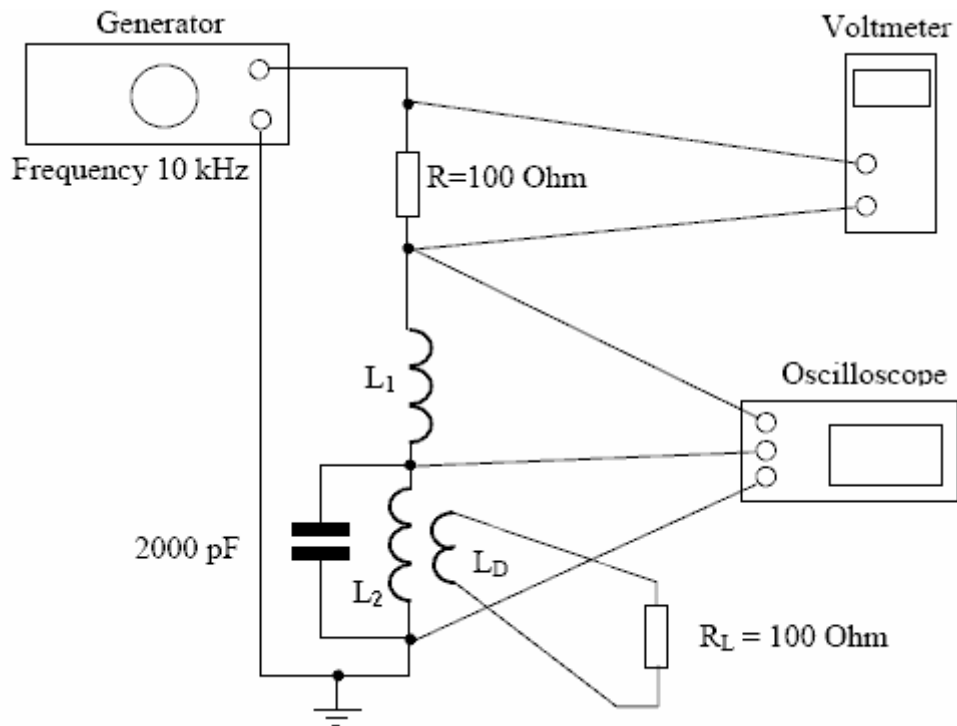 Generator
Voltmeter
Frequency 10 kHz
R=100 Ohm
L1
Oscilloscope
2000 pF
L2
LD
RL = 100 Ohm